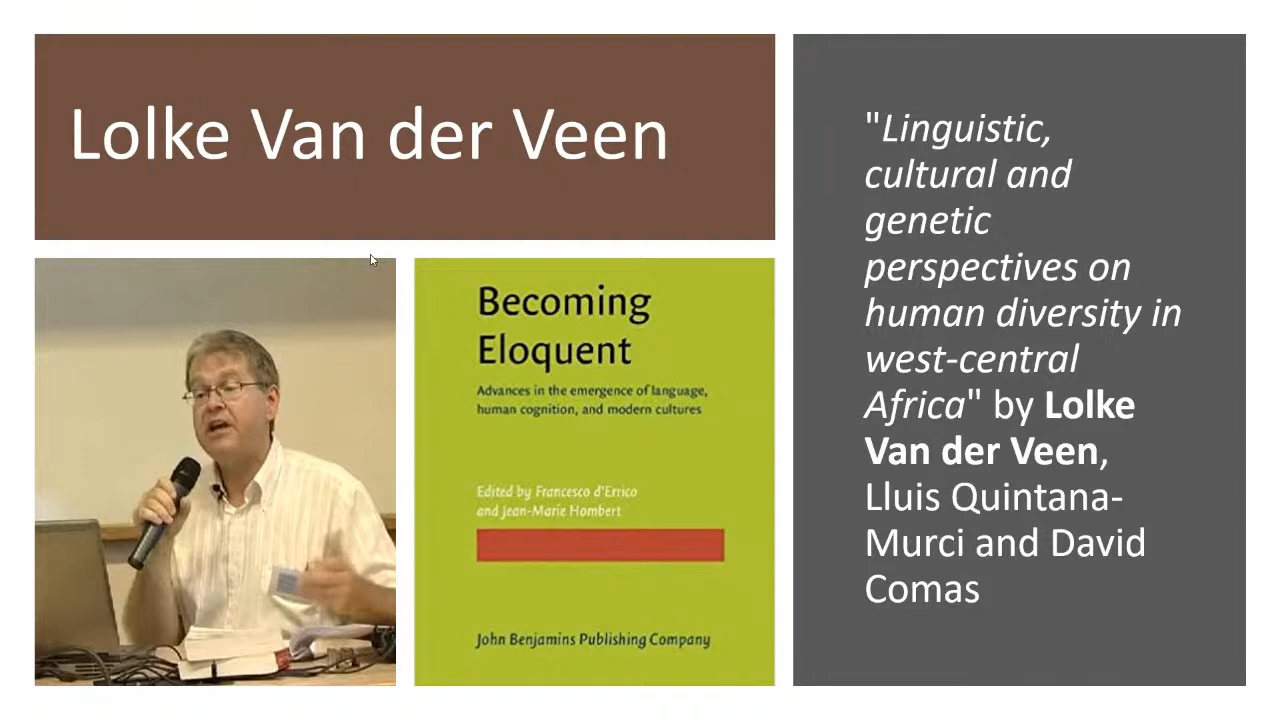 Lolke Van der Veen
Becoming
Eloquent
Advances in the emergence of language,
human cognition, and modern cultures
Edited by Francesco d'Errico
and Jean-Marie Hombert
John Benjamins Publishing Company
"Linguistic,
cultural and
genetic
perspectives on
human diversity in
west-central
Africa" by Lolke
Van der Veen,
Lluis Quintana-
Murci and David
Comas